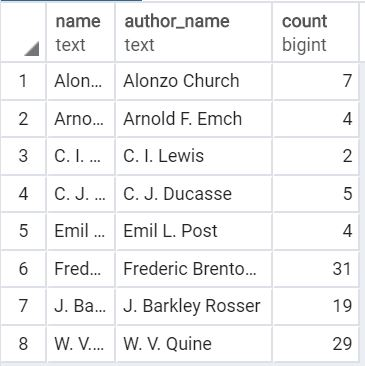 name author_name count
text text bigint
1 Alon... Alonzo Church 7
2 Arno... Arnold F. Emch 4
3 C. I. ... C. I. Lewis 2
4 C. J. ... C. J. Ducasse 5
5 Emil ... Emil L. Post 4
6 Fred... Frederic Brento... 31
7 J. Ba... J. Barkley Rosser 19
8 W. V.... W. V. Quine 29